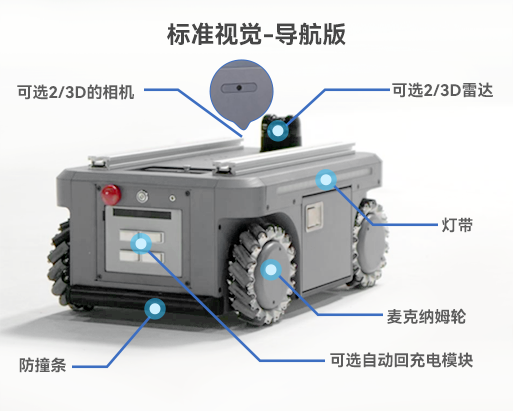 标准视觉-导航版
可选2/3D的相机
可选2/3D雷达
灯带
麦克纳姆轮
可选自动回充电模块
防撞条